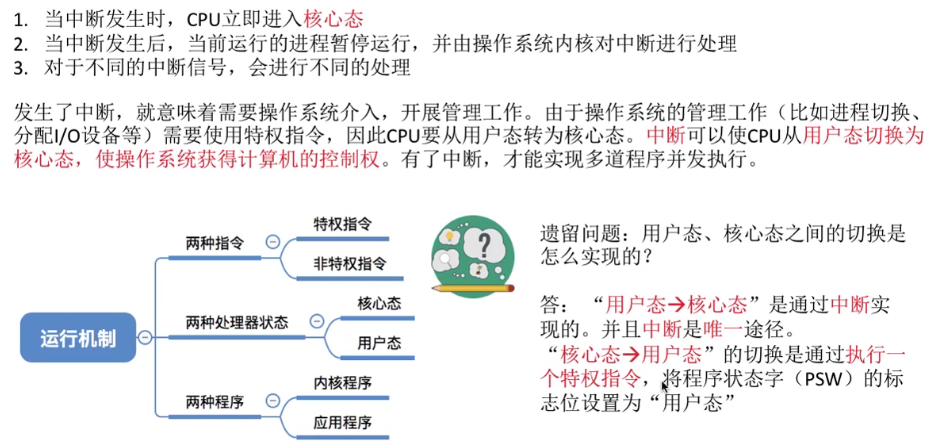 1. 当中断发生时，CPU立即进入核心态
2. 当中断发生后，当前运行的进程暂停运行，并由操作系统内核对中断进行处理
3. 对于不同的中断信号，会进行不同的处理
发生了中断，就意味着需要操作系统介入，开展管理工作。由于操作系统的管理工作（比如进程切换、
分配I/O设备等）需要使用特权指令，因此CPU要从用户态转为核心态。中断可以使CPU从用户态切换为
核心态，使操作系统获得计算机的控制权。有了中断，才能实现多道程序并发执行。
运行机制
两种指令
特权指令
非特权指令
两种处理器状态
核心态
用户态
两种程序
内核程序
应用程序
?
?
遗留问题：用户态、核心态之间的切换是
怎么实现的？
答： “用户态→核心态”是通过中断实
现的。并且中断是唯一途径。
“核心态→用户态”的切换是通过执行一
个特权指令，将程序状态字（PSW）的标
志位设置为“用户态”